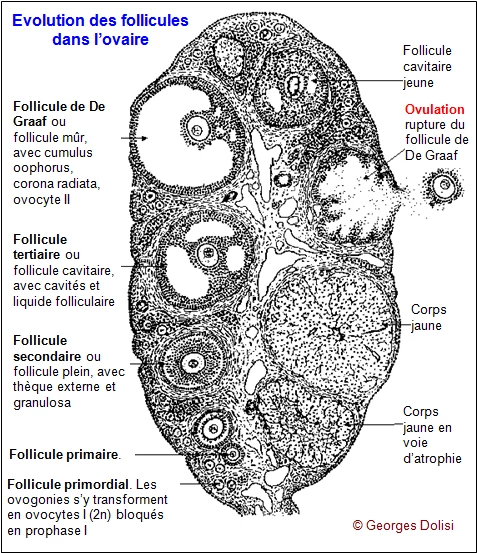 Evolution des follicules
dans l'ovaire
Follicule de De
Graaf ou
follicule mûr,
avec cumulus
oophorus,
corona radiata,
ovocyte II
Follicule
tertiaire ou
follicule cavitaire,
avec cavités et
liquide folliculaire
Follicule
secondaire ou
follicule plein, avec
thèque externe et
granulosa
Follicule primaire.
Follicule primordial. Les
ovogonies s'y transforment
en ovocytes I (2n) bloqués
en prophase I
Follicule
cavitaire
jeune
Ovulation
rupture du
follicule de
De Graaf
Corps
jaune
Corps
jaune en
voie
d'atrophie
© Georges Dolisi